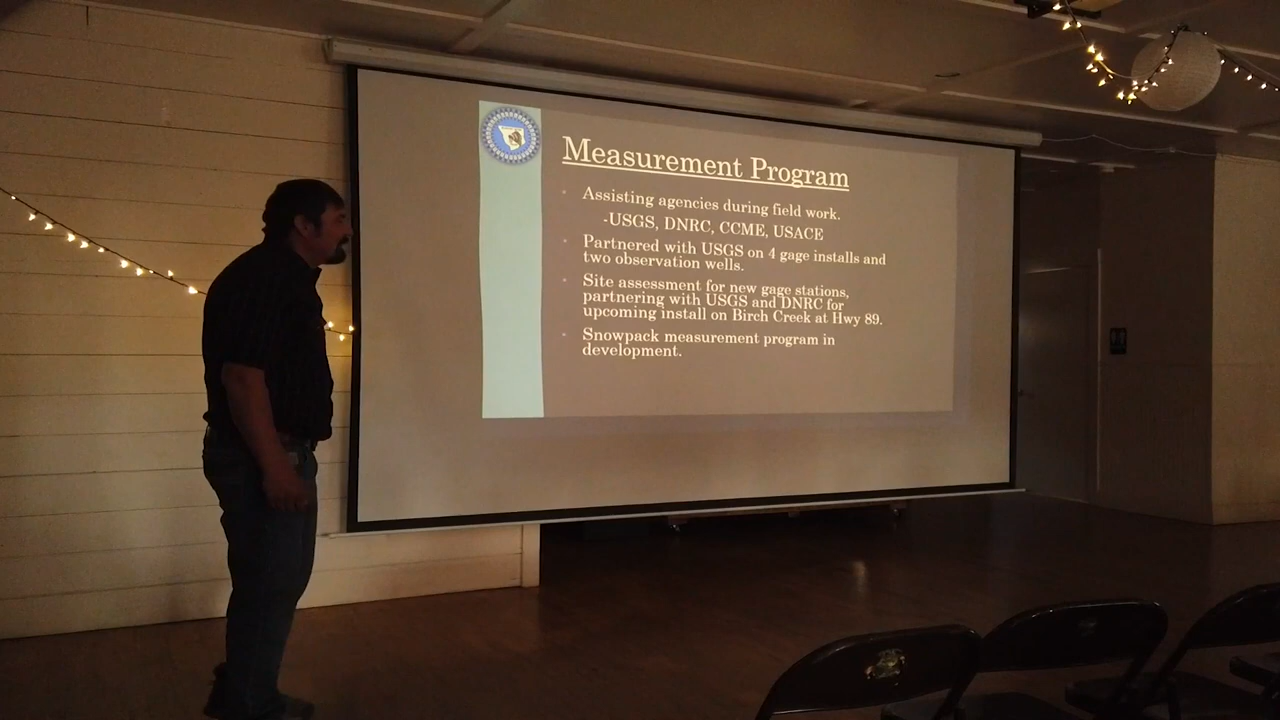 Measurement Program
Assisting agencies during field work.
-USGS, DNRC, CCME, USACE
Partnered with USGS on 4 gage installs and
two observation wells.
Site assessment for new gage stations,
partnering with USGS and DNRC for
upcoming install on Birch Creek at Hwy 89.
Snowpack measurement program in
development.